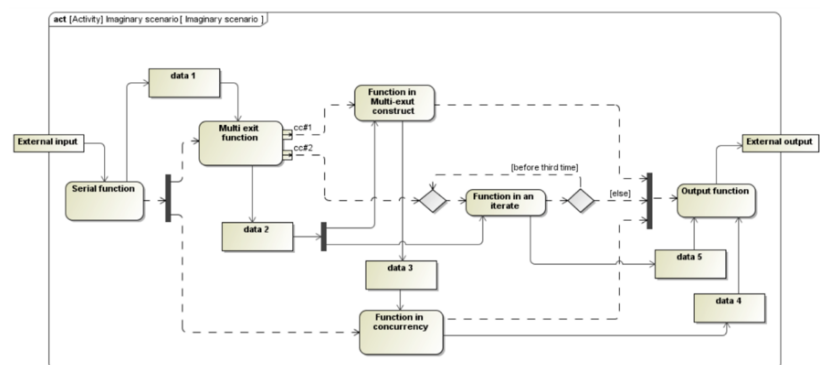 act [Activity] Imaginary scenario[ Imaginary scenario ]
data 1
Function in
Multi-exut
construct
Multi exit
function
cc#1
cc#2
External input
External output
[before third time]
Serial function
Function in an
iterate
[else]
Output function
data 2
data 3
data 5
data 4
Function in
concurrency